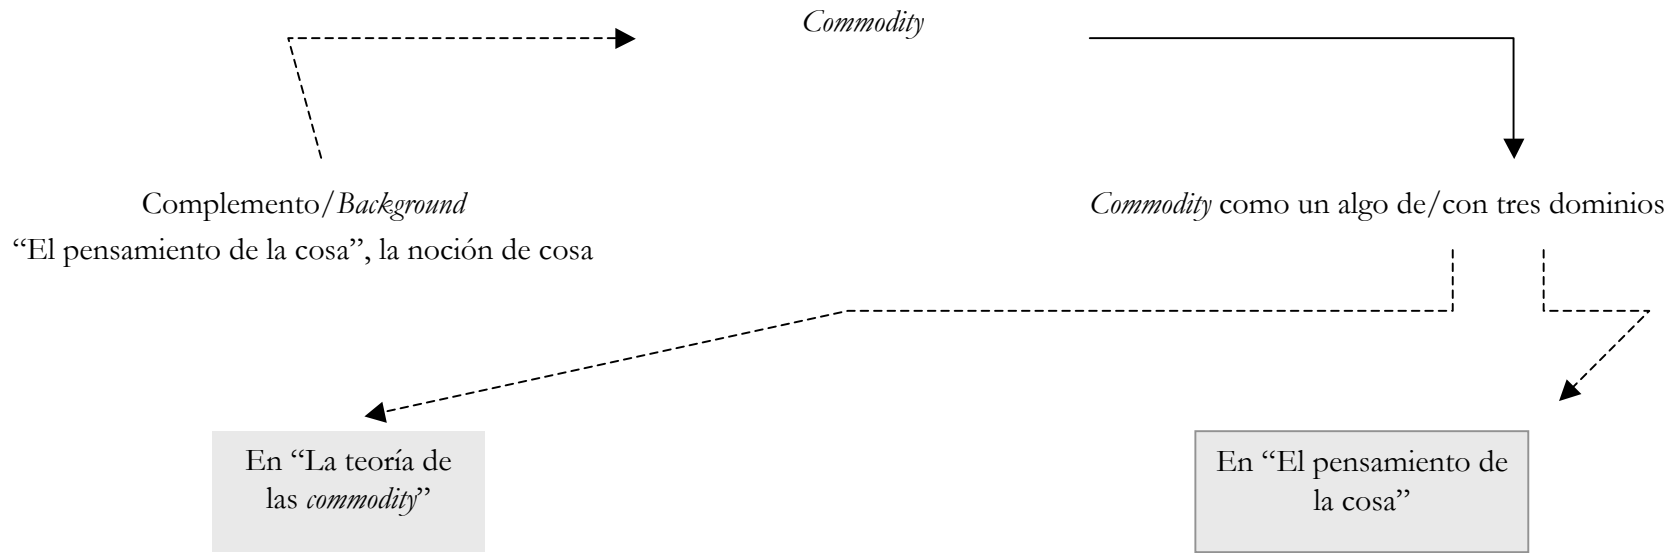 Commodity
Complemento/Background
“El pensamiento de la cosa”, la noción de cosa
Commodity como un algo de/con tres dominios
En “La teoría de
las commodity”
En “El pensamiento de
la cosa”